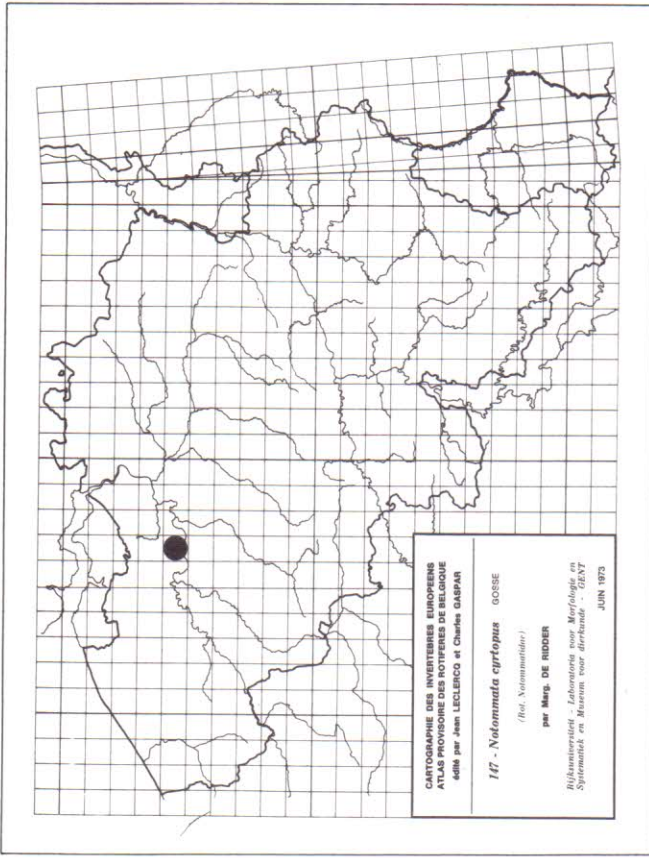 CARTOGRAPHIE DES INVERTEBRES EUROPEENS
ATLAS PROVISOIRE DES ROTIFERES DE BELGIQUE
édité par Jean LECLERCQ et Charles GASPAR
147 - Notommata cyrtopus GOSSE
(Rot. Notommatidae)
par Marg. DE RIDDER
Rijksuniversiteit - Laboratoria voor Morfologie en
Systematiek en Museum voor dierkunde - GENT
JUIN 1973